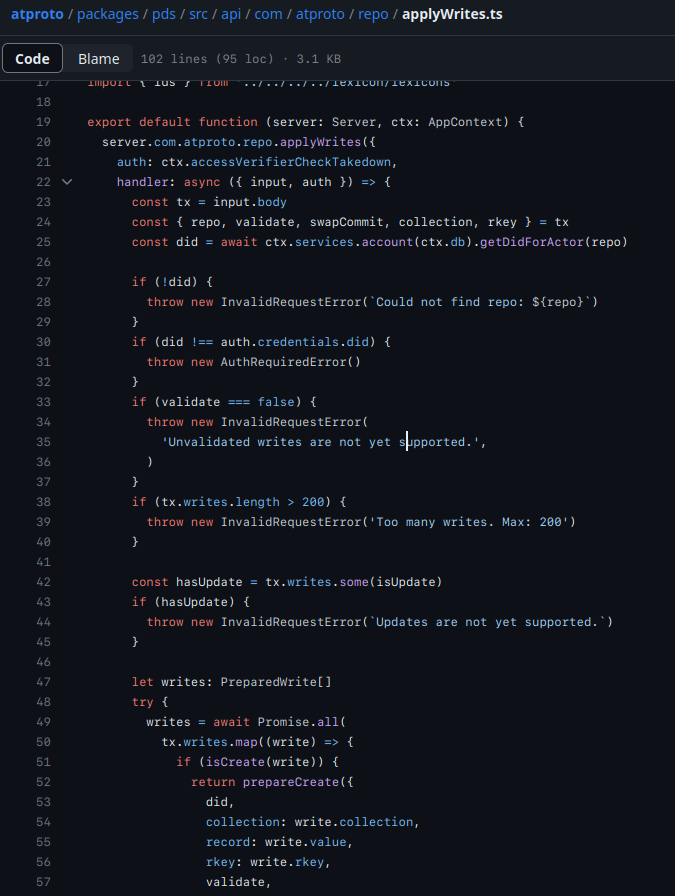 atproto / packages / pds / src / api / com / atproto / repo / applyWrites.ts
Code Blame 102 lines (95 loc) · 3.1 KB
17 import { ids } from '../../../../lexicon/lexicons'
18
19 export default function (server: Server, ctx: AppContext) {
20 server.com.atproto.repo.applyWrites({
21 auth: ctx.accessVerifierCheckTakedown,
22 handler: async ({ input, auth }) => {
23 const tx = input.body
24 const { repo, validate, swapCommit, collection, rkey } = tx
25 const did = await ctx.services.account(ctx.db).getDidForActor(repo)
26
27 if (!did) {
28 throw new InvalidRequestError(`Could not find repo: ${repo}`)
29 }
30 if (did !== auth.credentials.did) {
31 throw new AuthRequiredError()
32 }
33 if (validate === false) {
34 throw new InvalidRequestError(
35 'Unvalidated writes are not yet supported.',
36 )
37 }
38 if (tx.writes.length > 200) {
39 throw new InvalidRequestError('Too many writes. Max: 200')
40 }
41
42 const hasUpdate = tx.writes.some(isUpdate)
43 if (hasUpdate) {
44 throw new InvalidRequestError(`Updates are not yet supported.`)
45 }
46
47 let writes: PreparedWrite[]
48 try {
49 writes = await Promise.all(
50 tx.writes.map((write) => {
51 if (isCreate(write)) {
52 return prepareCreate({
53 did,
54 collection: write.collection,
55 record: write.value,
56 rkey: write.rkey,
57 validate,